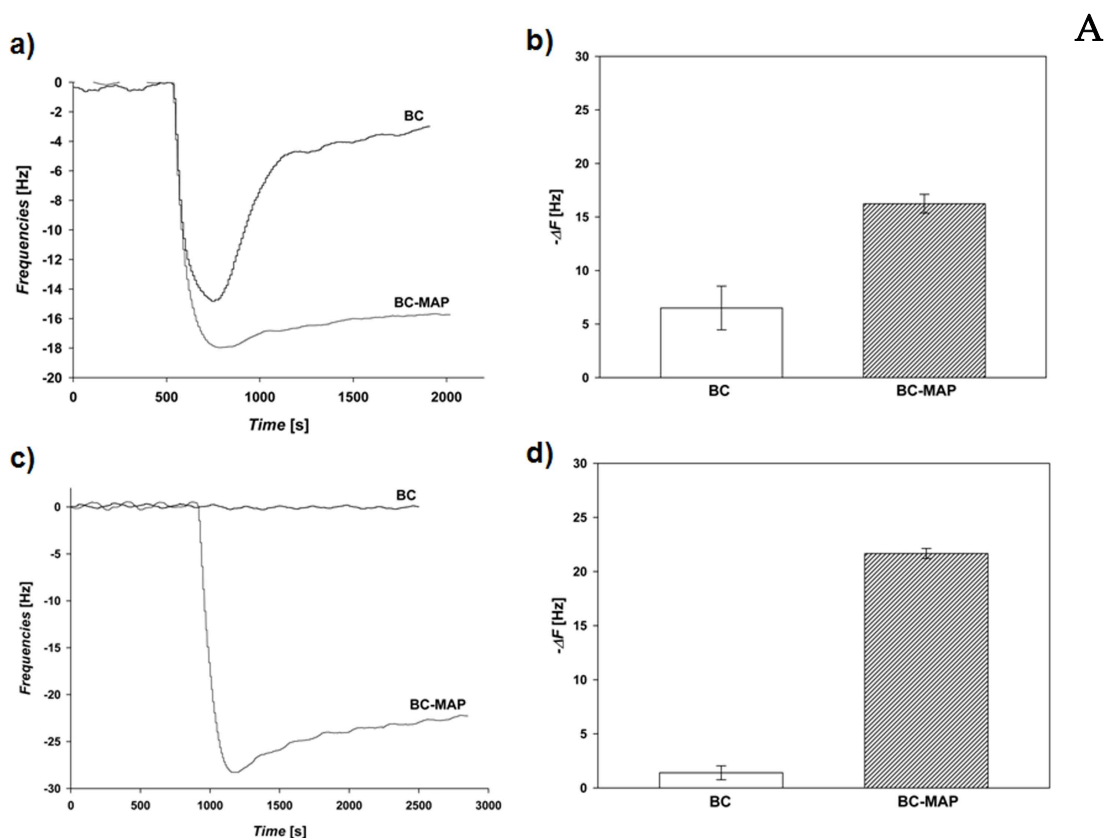 A
a)
0
-2
-4
-6
-8
-10
-12
-14
-16
-18
-20
Frequencies [Hz]
BC
BC-MAP
0 500 1000 1500 2000
Time [s]
b)
30
25
20
15
10
5
0
-ΔF [Hz]
BC BC-MAP
c)
0
-5
-10
-15
-20
-25
-30
Frequencies [Hz]
BC
BC-MAP
0 500 1000 1500 2000 2500 3000
Time [s]
d)
30
25
20
15
10
5
0
-ΔF [Hz]
BC BC-MAP